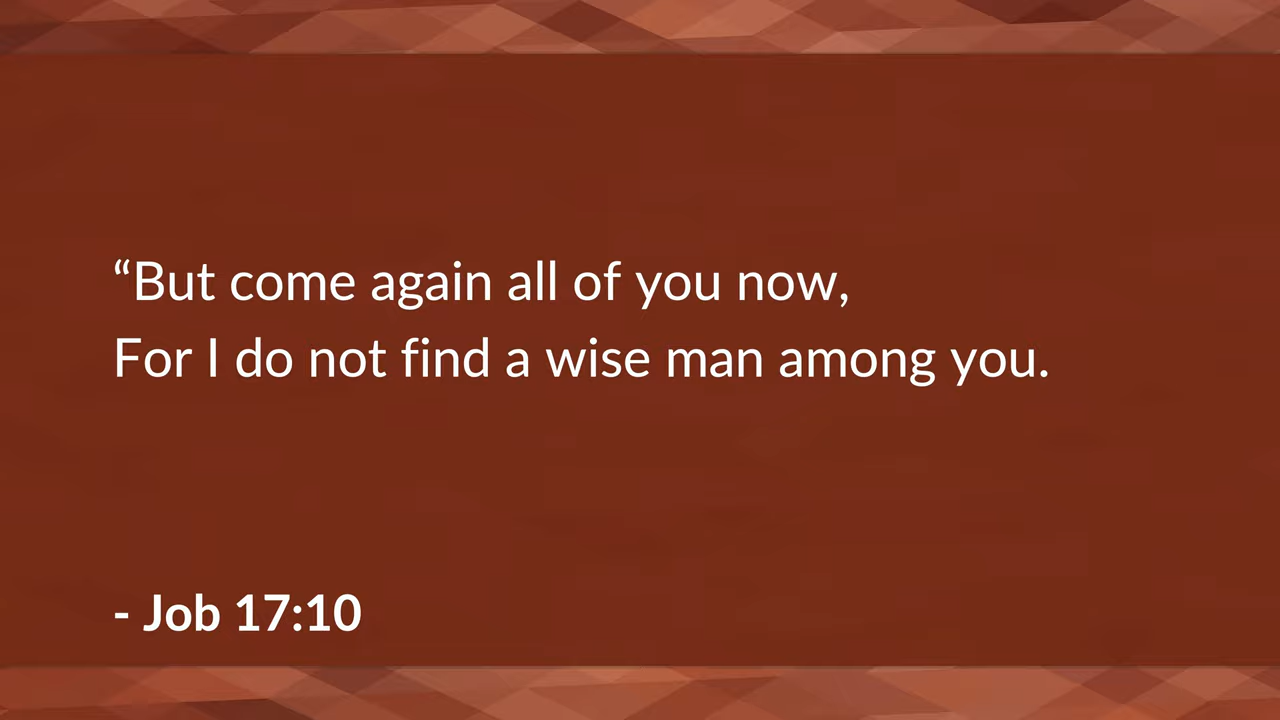 “But come again all of you now,
For I do not find a wise man among you.
- Job 17:10